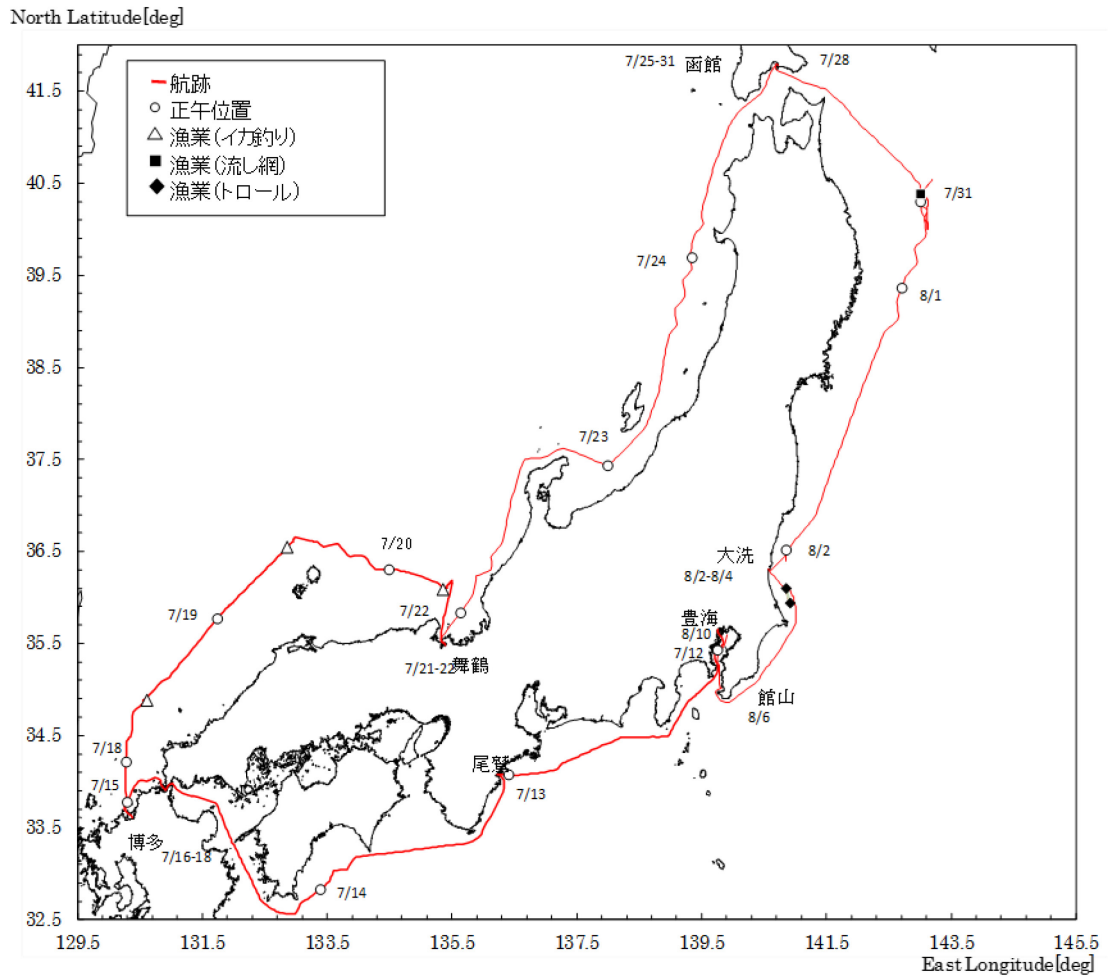 North Latitude[deg]
航跡
正午位置
漁業(イカ釣り)
漁業(流し網)
漁業(トロール)
7/25-31
函館
7/28
7/31
7/24
8/1
7/23
7/20
大洗
8/2
8/2-8/4
7/19
7/22
豊海
8/10
7/12
7/21-22
舞鶴
館山
8/6
7/18
尾鷲
7/15
7/13
博多
7/16-18
7/14
41.5
40.5
39.5
38.5
37.5
36.5
35.5
34.5
33.5
32.5
129.5 131.5 133.5 135.5 137.5 139.5 141.5 143.5 145.5
East Longitude[deg]